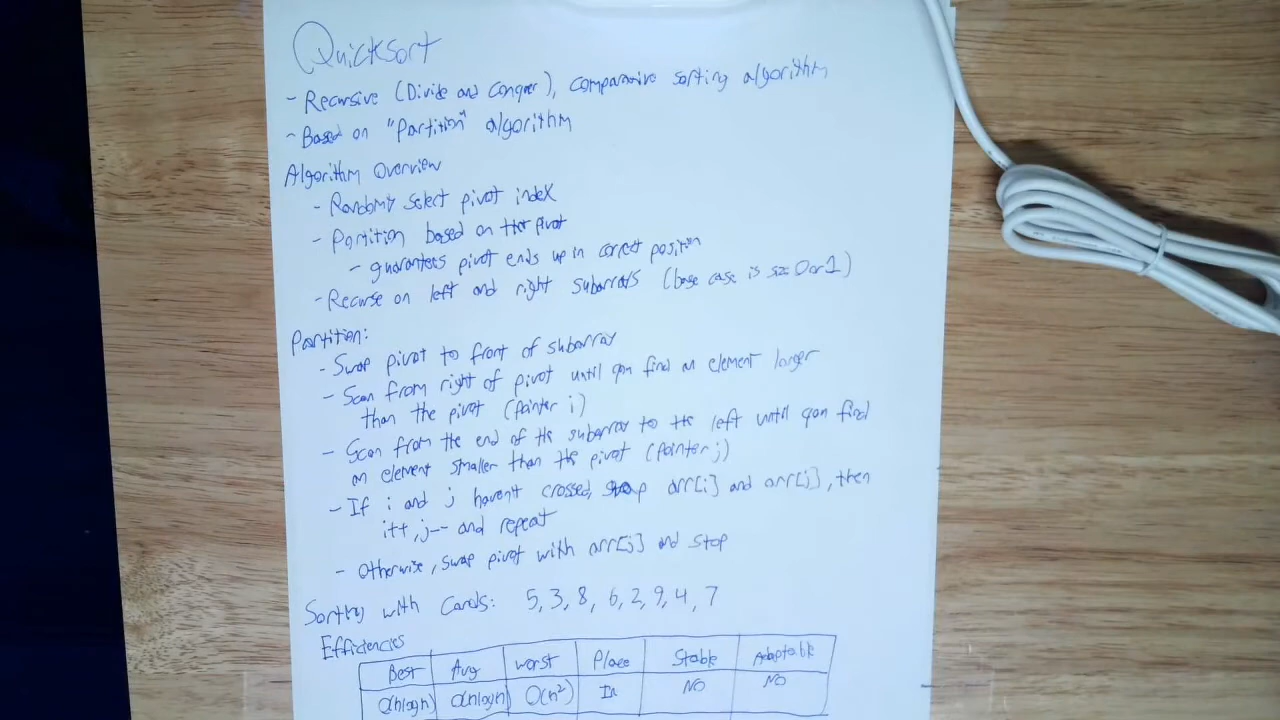 Quicksort
- Recursive (Divide and Conquer), comparative sorting algorithm
- Based on "Partition" algorithm
Algorithm Overview
- Randomly select pivot index
- Partition based on the pivot
- guarantees pivot ends up in correct position
- Recurse on left and right subarrays (base case is size 0 or 1)
Partition:
- Swap pivot to front of subarray
- Scan from right of pivot until you find an element larger
than the pivot (pointer i)
- Scan from the end of the subarray to the left until you find
an element smaller than the pivot (pointer j)
- If i and j haven't crossed, swap arr[i] and arr[j], then
i++, j-- and repeat
- Otherwise, swap pivot with arr[j] and stop
Sorting with Cards: 5, 3, 8, 6, 2, 9, 4, 7
Efficiencies
Best Avg worst Place Stable Adaptable
O(nlogn) O(nlogn) O(n²) In NO NO